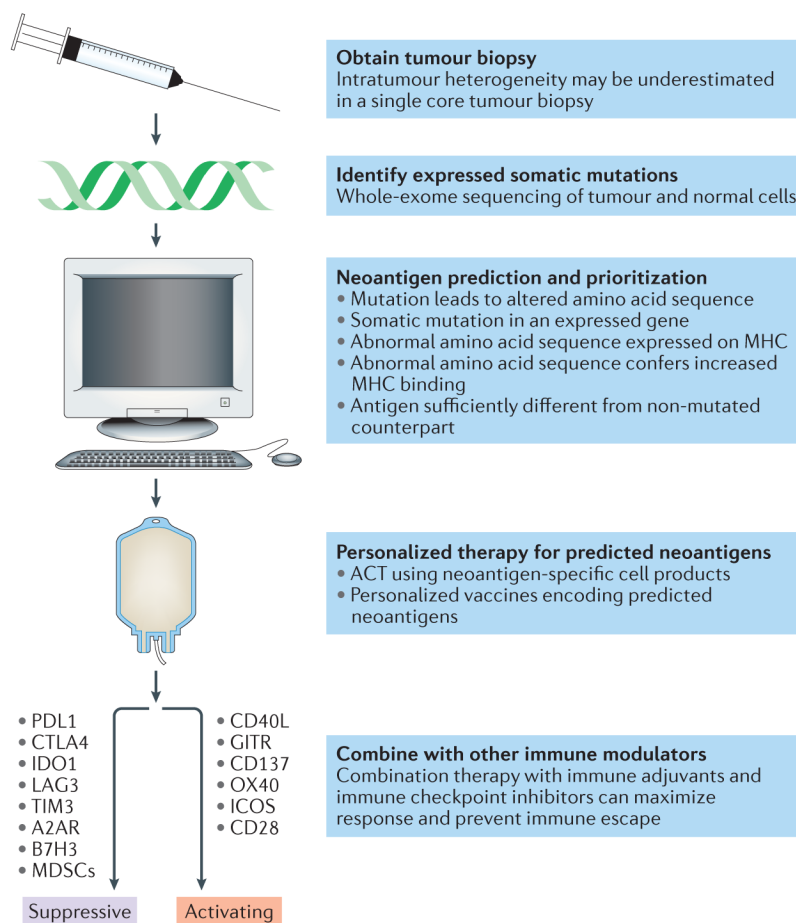 Obtain tumour biopsy
Intratumour heterogeneity may be underestimated
in a single core tumour biopsy
Identify expressed somatic mutations
Whole-exome sequencing of tumour and normal cells
Neoantigen prediction and prioritization
• Mutation leads to altered amino acid sequence
• Somatic mutation in an expressed gene
• Abnormal amino acid sequence expressed on MHC
• Abnormal amino acid sequence confers increased
MHC binding
• Antigen sufficiently different from non-mutated
counterpart
Personalized therapy for predicted neoantigens
• ACT using neoantigen-specific cell products
• Personalized vaccines encoding predicted
neoantigens
• PDL1
• CTLA4
• IDO1
• LAG3
• TIM3
• A2AR
• B7H3
• MDSCs
• CD40L
• GITR
• CD137
• OX40
• ICOS
• CD28
Combine with other immune modulators
Combination therapy with immune adjuvants and
immune checkpoint inhibitors can maximize
response and prevent immune escape
Suppressive
Activating